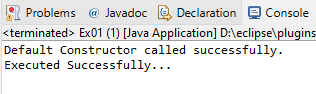 Problems @ Javadoc Declaration Console
<terminated> Ex01 (1) [Java Application] D:\eclipse\plugins
Default Constructor called successfully.
Executed Successfully...